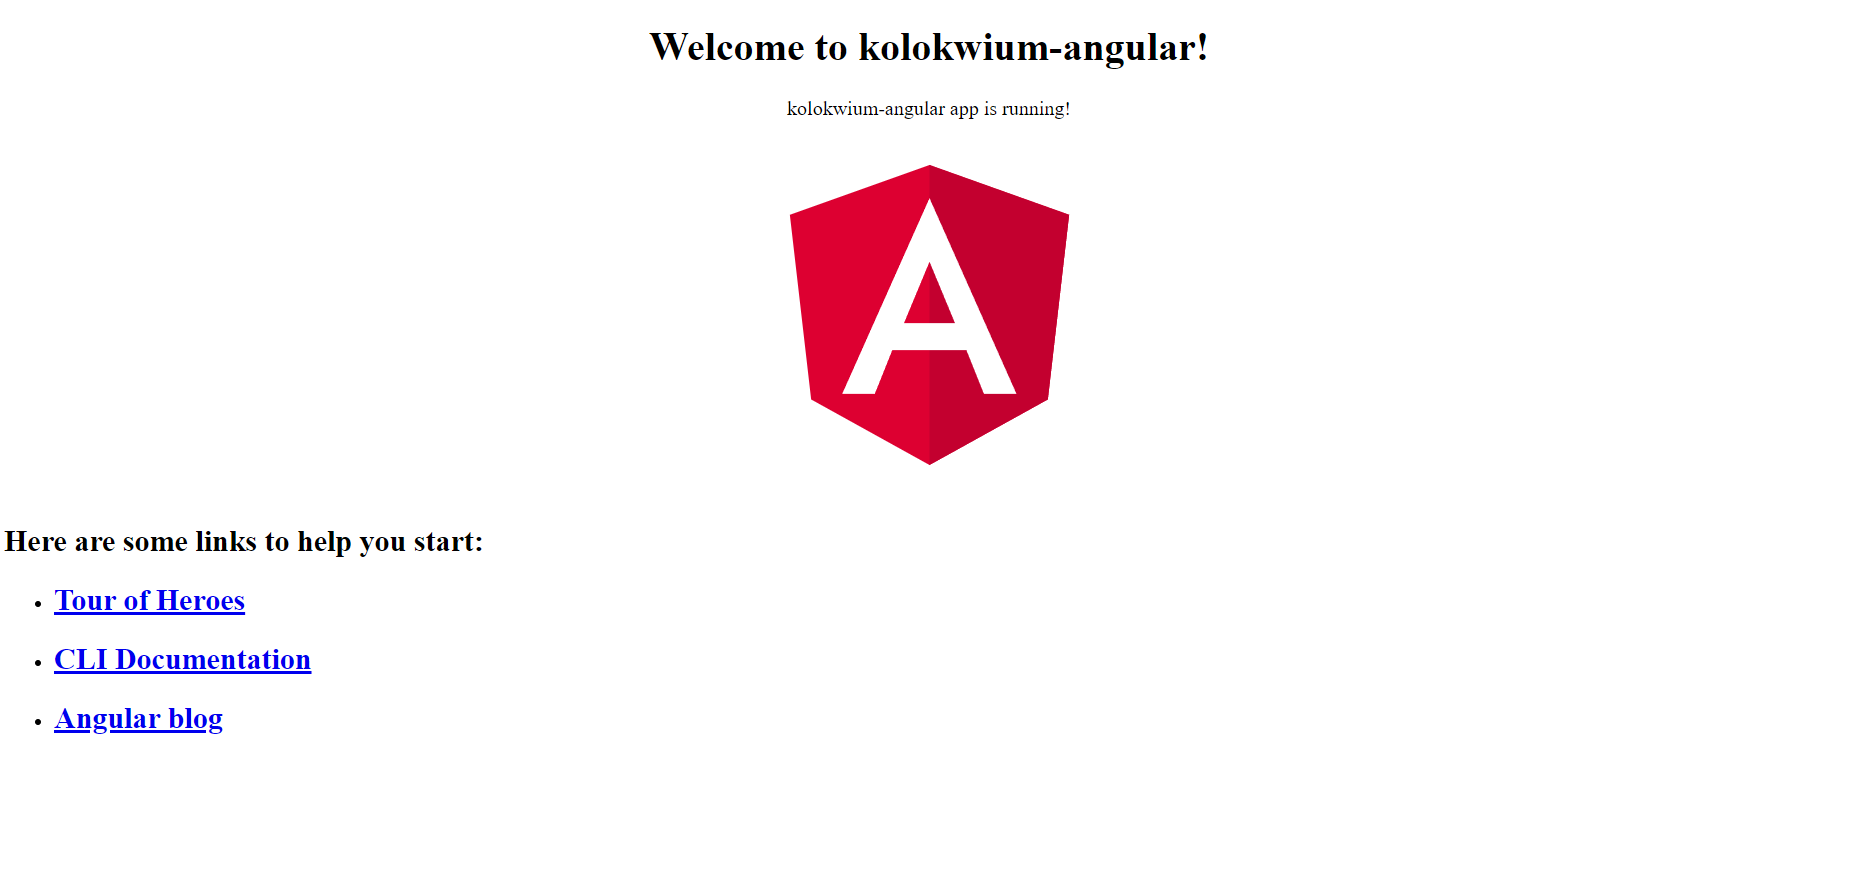 Welcome to kolokwium-angular!
kolokwium-angular app is running!
A
Here are some links to help you start:
Tour of Heroes
CLI Documentation
Angular blog